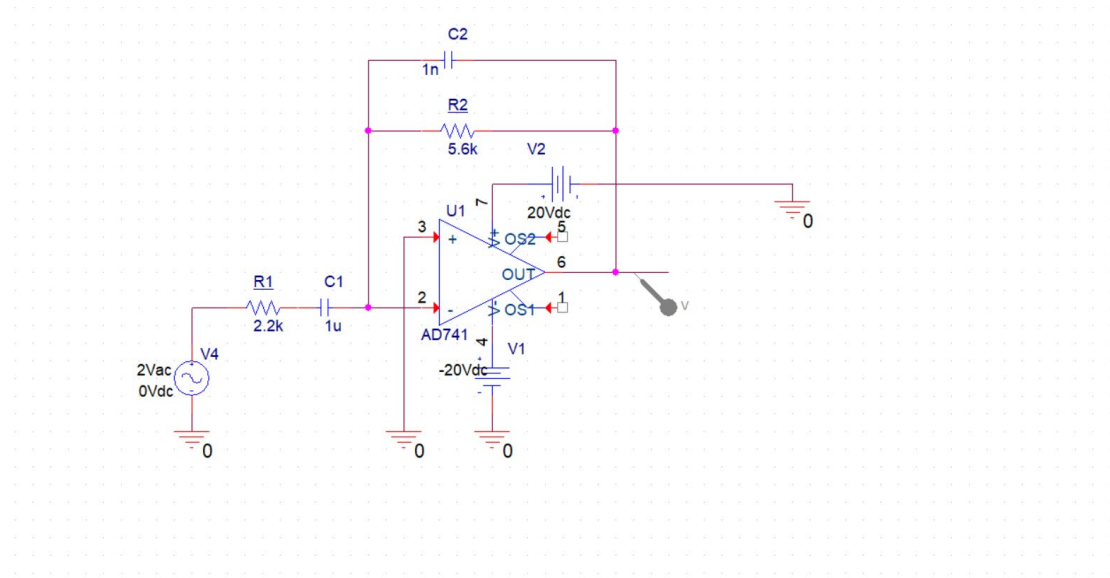 C2
1n
R2
5.6k
V2
7
20Vdc
U1
3
+
V+
OS2
5
OUT
6
R1
C1
2
-
V-
OS1
1
2.2k
1u
AD741
4
V1
V4
2Vac
0Vdc
-20Vdc
0
0
0
0
V